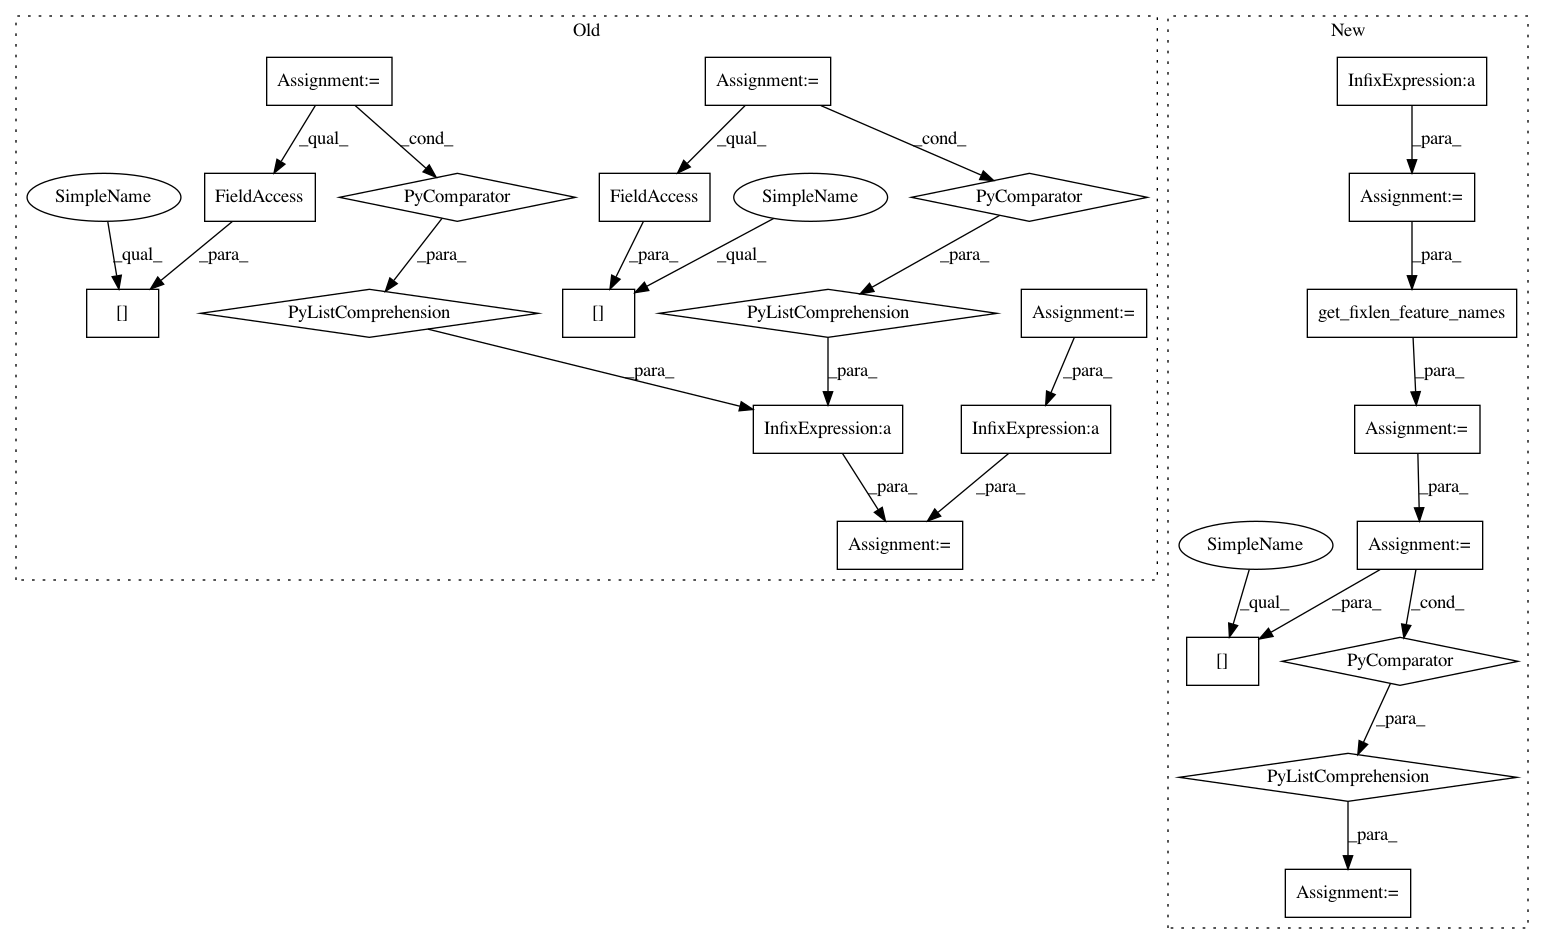 Old
New
Assignment:=
Assignment:=
InfixExpression:a
_qual_
_cond_
_qual_
_cond_
_para_
SimpleName
FieldAccess
PyComparator
FieldAccess
SimpleName
PyComparator
Assignment:=
_qual_
_para_
_para_
_para_
_qual_
_para_
_para_
[]
PyListComprehension
[]
PyListComprehension
Assignment:=
get_fixlen_feature_names
_para_
_para_
_para_
_para_
InfixExpression:a
InfixExpression:a
Assignment:=
_para_
_para_
_para_
Assignment:=
SimpleName
Assignment:=
_qual_
_para_
_cond_
[]
PyComparator
_para_
PyListComprehension
_para_
Assignment:=